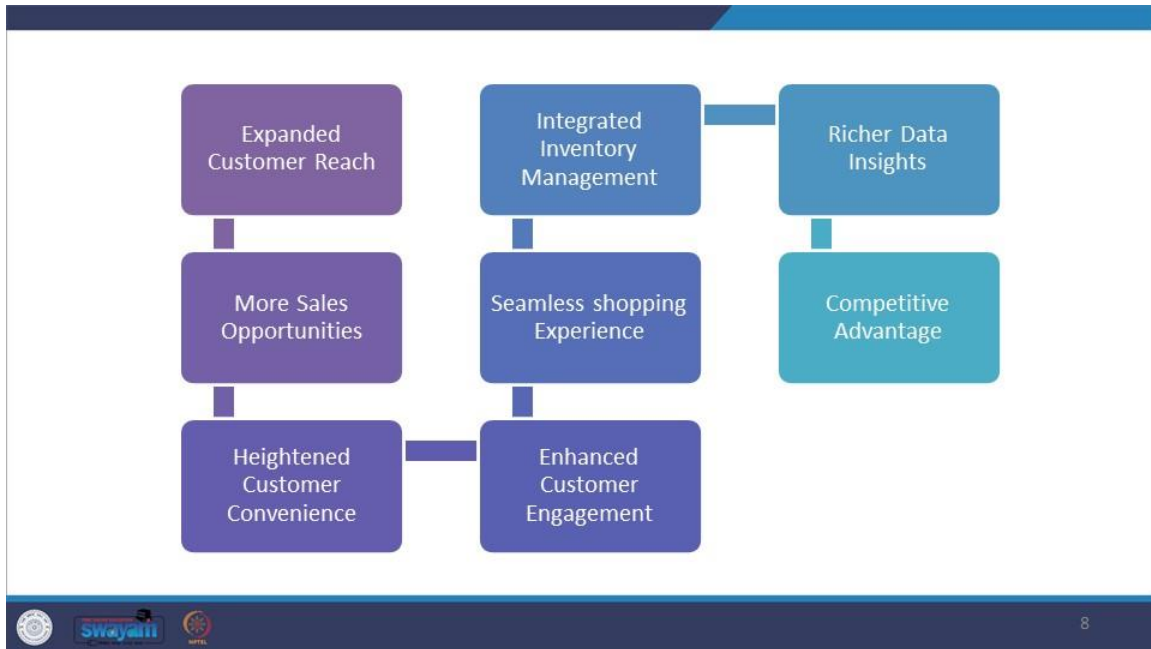 Expanded
Customer Reach
More Sales
Opportunities
Heightened
Customer
Convenience
Enhanced
Customer
Engagement
Seamless shopping
Experience
Integrated
Inventory
Management
Richer Data
Insights
Competitive
Advantage
swayam
NPTEL
8